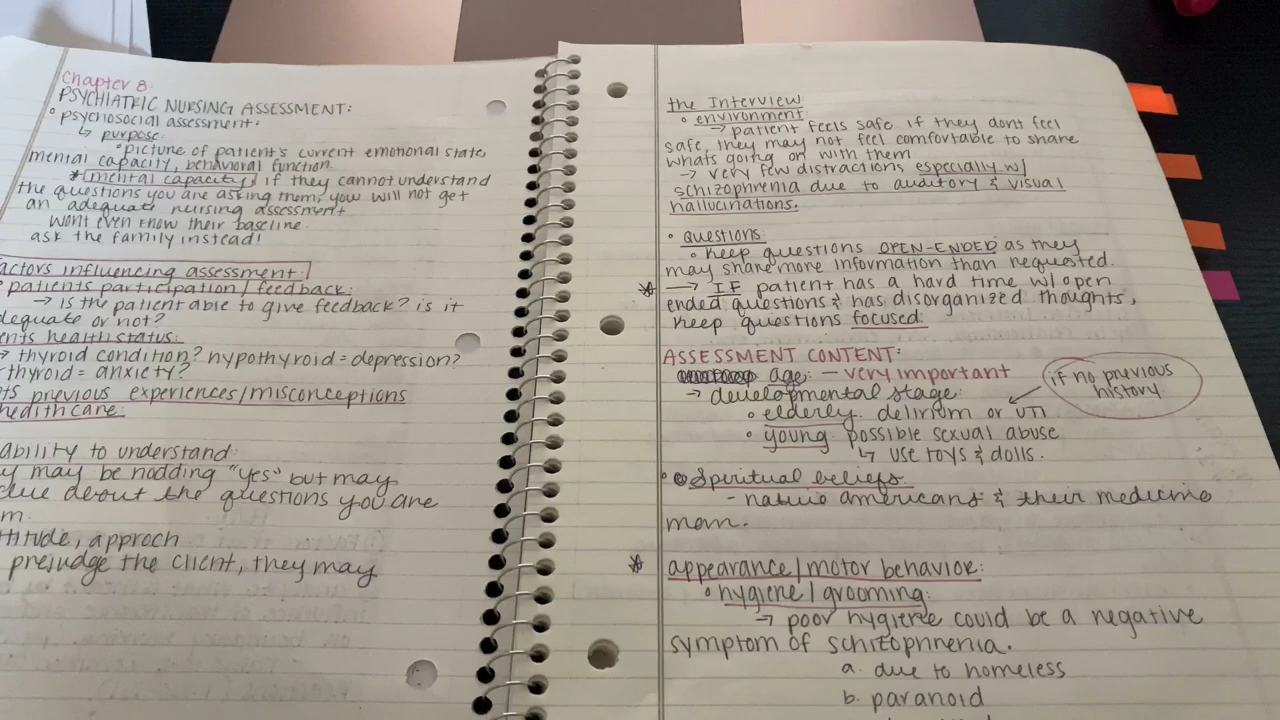 Chapter 8:
PSYCHIATRIC NURSING ASSESSMENT:
• psychosocial assessment:
↳ purpose:
• picture of patient's current emotional state,
mental capacity, behavioral function.
* mental capacity, if they cannot understand
the questions you are asking them, you will not get
an adequate nursing assessment
wont even know their baseline.
ask the family instead!
actors influencing assessment:
patients participation/feedback:
→ is the patient able to give feedback? is it
dequate or not?
ents health status:
→ thyroid condition? hypothyroid = depression?
thyroid = anxiety?
ts previous experiences/misconceptions
healthcare:
ability to understand:
y may be nodding "yes" but may
clue about the questions you are
m.
ttitude, approch
prejudge the client, they may
the Interview
• environment
→ patient feels safe if they dont feel
safe, they may not feel comfortable to share
whats going on with them
→ very few distractions especially w/
schizophrenia due to auditory & visual
hallucinations.
• Questions
• keep questions OPEN-ENDED as they
may share more information than requested.
* → IF patient has a hard time w/ open
ended questions & has disorganized thoughts,
keep questions focused.
ASSESSMENT CONTENT:
age: — very important
→ developmental stage:
• elderly: delirium or UTI
if no previous
history
• young possible sexual abuse
↳ use toys & dolls.
• Spiritual beliefs
- native americans & their medicine
man.
* appearance/motor behavior:
• hygiene/grooming:
→ poor hygiene could be a negative
symptom of schizophrenia.
a. due to homeless
b. paranoid